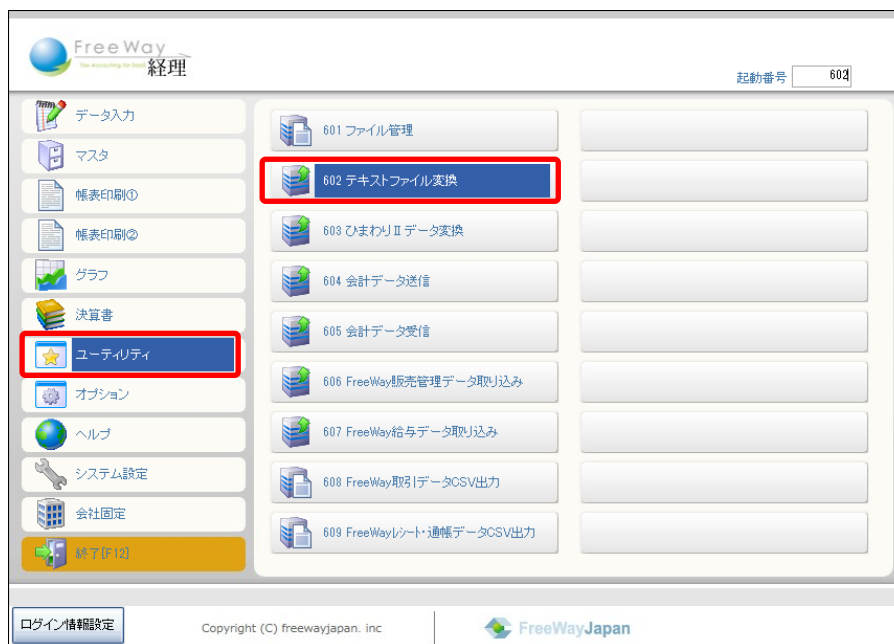 FreeWay
経理
起動番号 602
データ入力
マスタ
帳表印刷①
帳表印刷②
グラフ
決算書
ユーティリティ
オプション
ヘルプ
システム設定
会社固定
終了[F12]
601 ファイル管理
602 テキストファイル変換
603 ひまわりⅡデータ変換
604 会計データ送信
605 会計データ受信
606 FreeWay販売管理データ取り込み
607 FreeWay給与データ取り込み
608 FreeWay取引データCSV出力
609 FreeWayレシート・通帳データCSV出力
ログイン情報設定
Copyright (C) freewayjapan. inc
FreeWayJapan